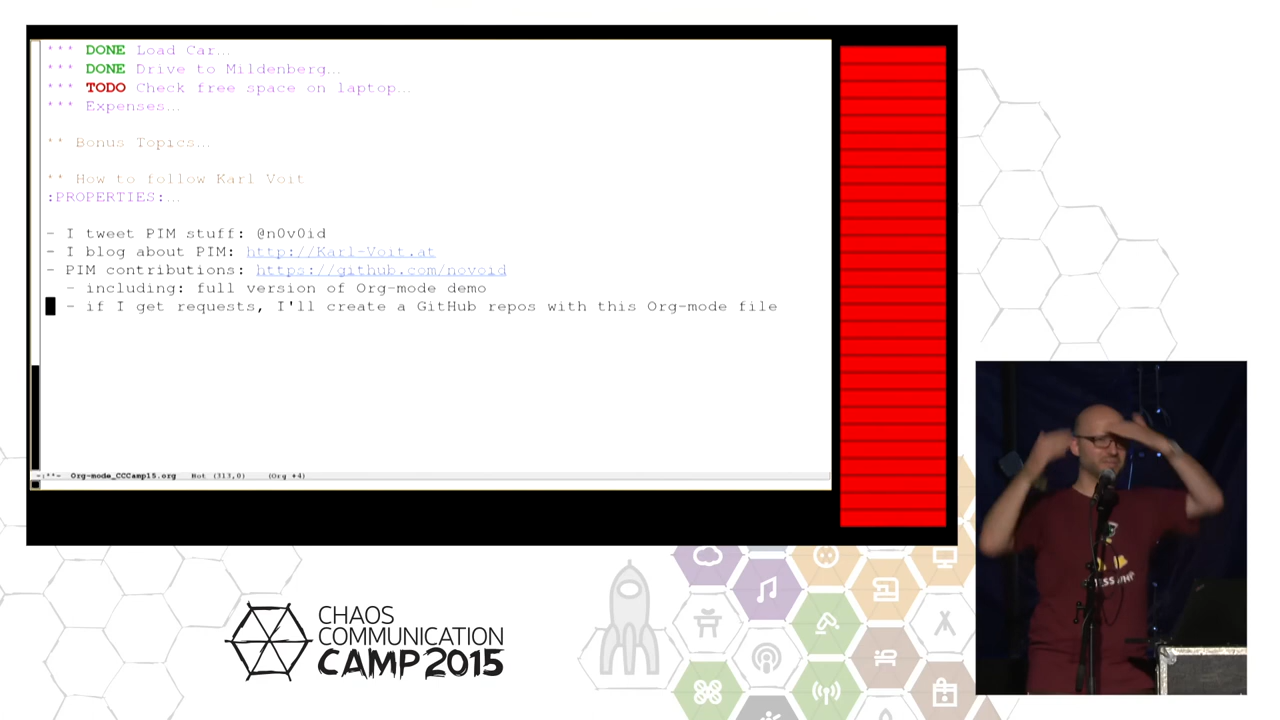 *** DONE Load Car...
*** DONE Drive to Mildenberg...
*** TODO Check free space on laptop...
*** Expenses...
** Bonus Topics...
** How to follow Karl Voit
:PROPERTIES:...
- I tweet PIM stuff: @n0v0id
- I blog about PIM: http://Karl-Voit.at
- PIM contributions: https://github.com/novoid
- including: full version of Org-mode demo
- if I get requests, I'll create a GitHub repos with this Org-mode file
-:**- Org-mode_CCCamp15.org Bot (313,0) (Org +4)
CHAOS
COMMUNICATION
CAMP 2015